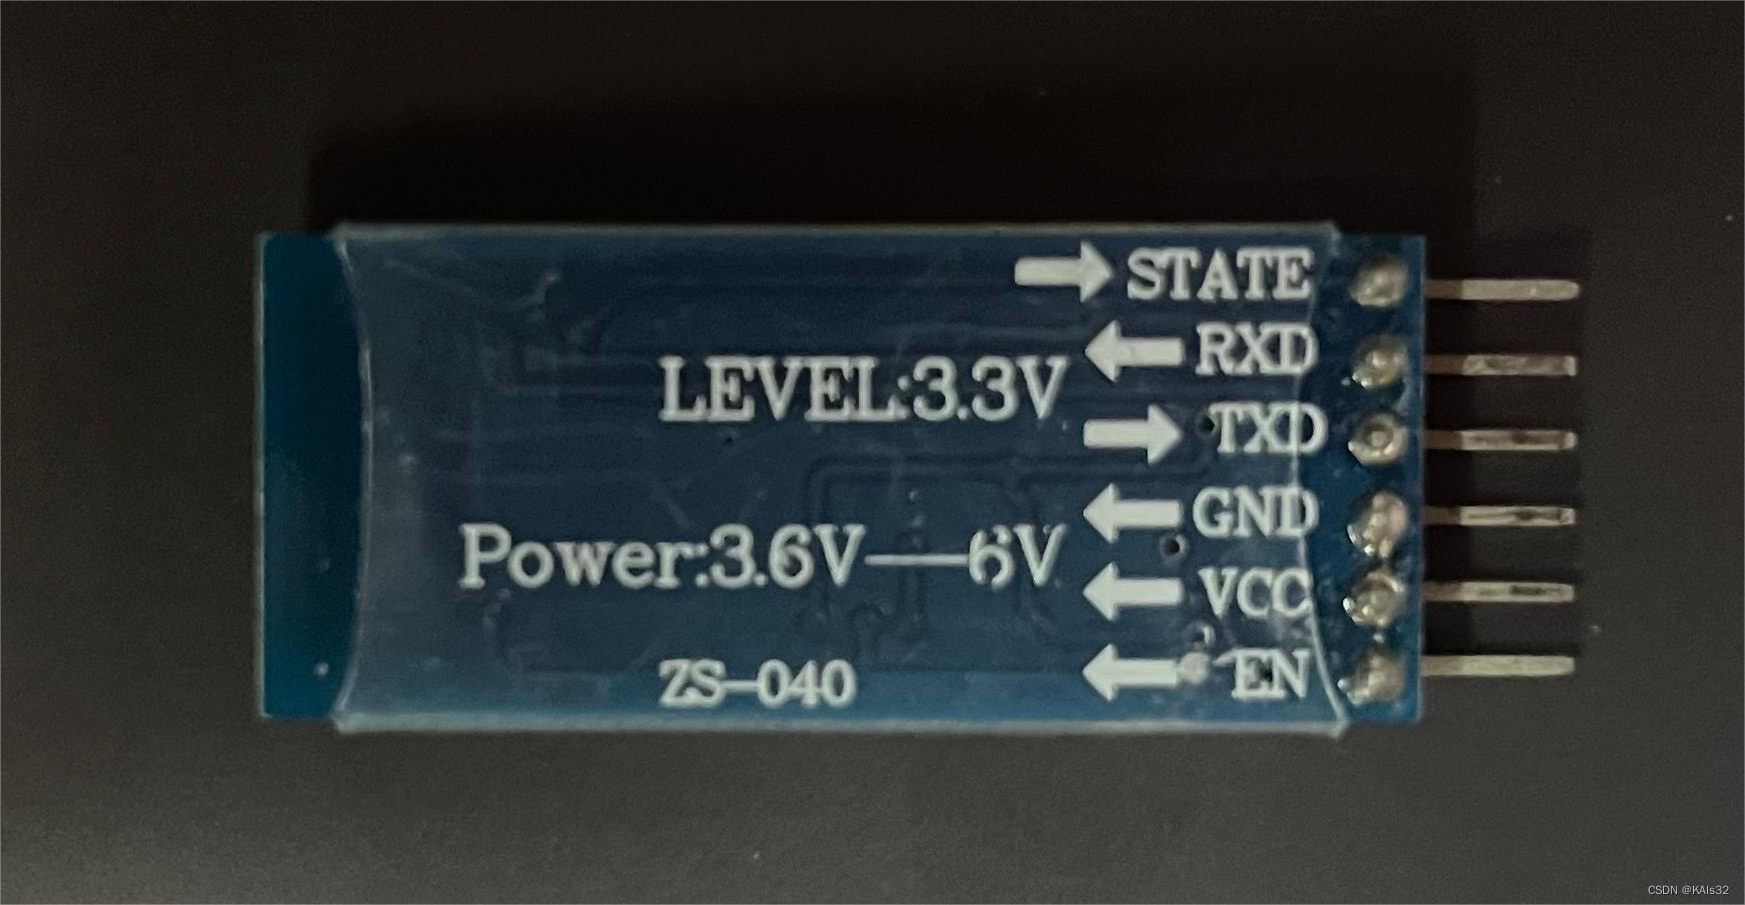 STATE
RXD
LEVEL:3.3V
TXD
GND
Power:3.6V—6V
VCC
ZS-040
EN
CSDN @KAls32